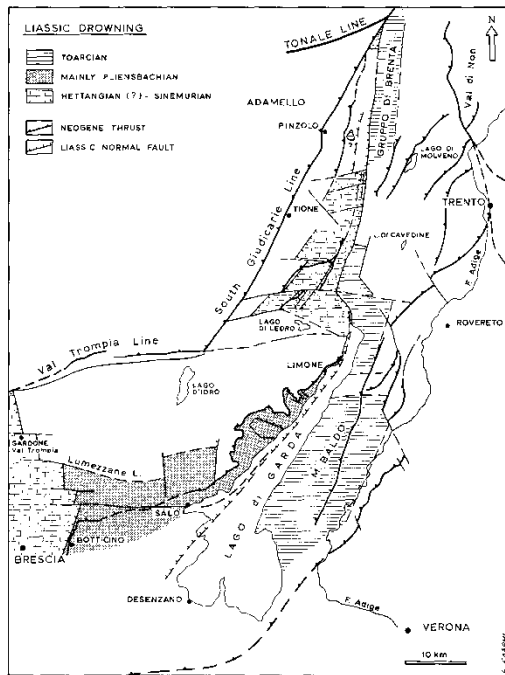 LIASSIC DROWNING
TOARCIAN
MAINLY PLIENSBACHIAN
HETTANGIAN (?) - SINEMURIAN
NEOGENE THRUST
LIASSIC NORMAL FAULT
TONALE LINE
N
Val di Non
ADAMELLO
GRUPPO DI BRENTA
PINZOLO
LAGO DI
MOLVENO
TRENTO
South Giudicarie Line
TIONE
CAVEDINE
F. Adige
ROVERETO
LAGO
DI LEDRO
Val Trompia Line
LIMONE
LAGO
D'IDRO
GARDONE
Val Trompia
Lumezzane L.
LAGO di GARDA
M. BALDO
SALO
BOTTICINO
BRESCIA
DESENZANO
F. Adige
VERONA
10 km